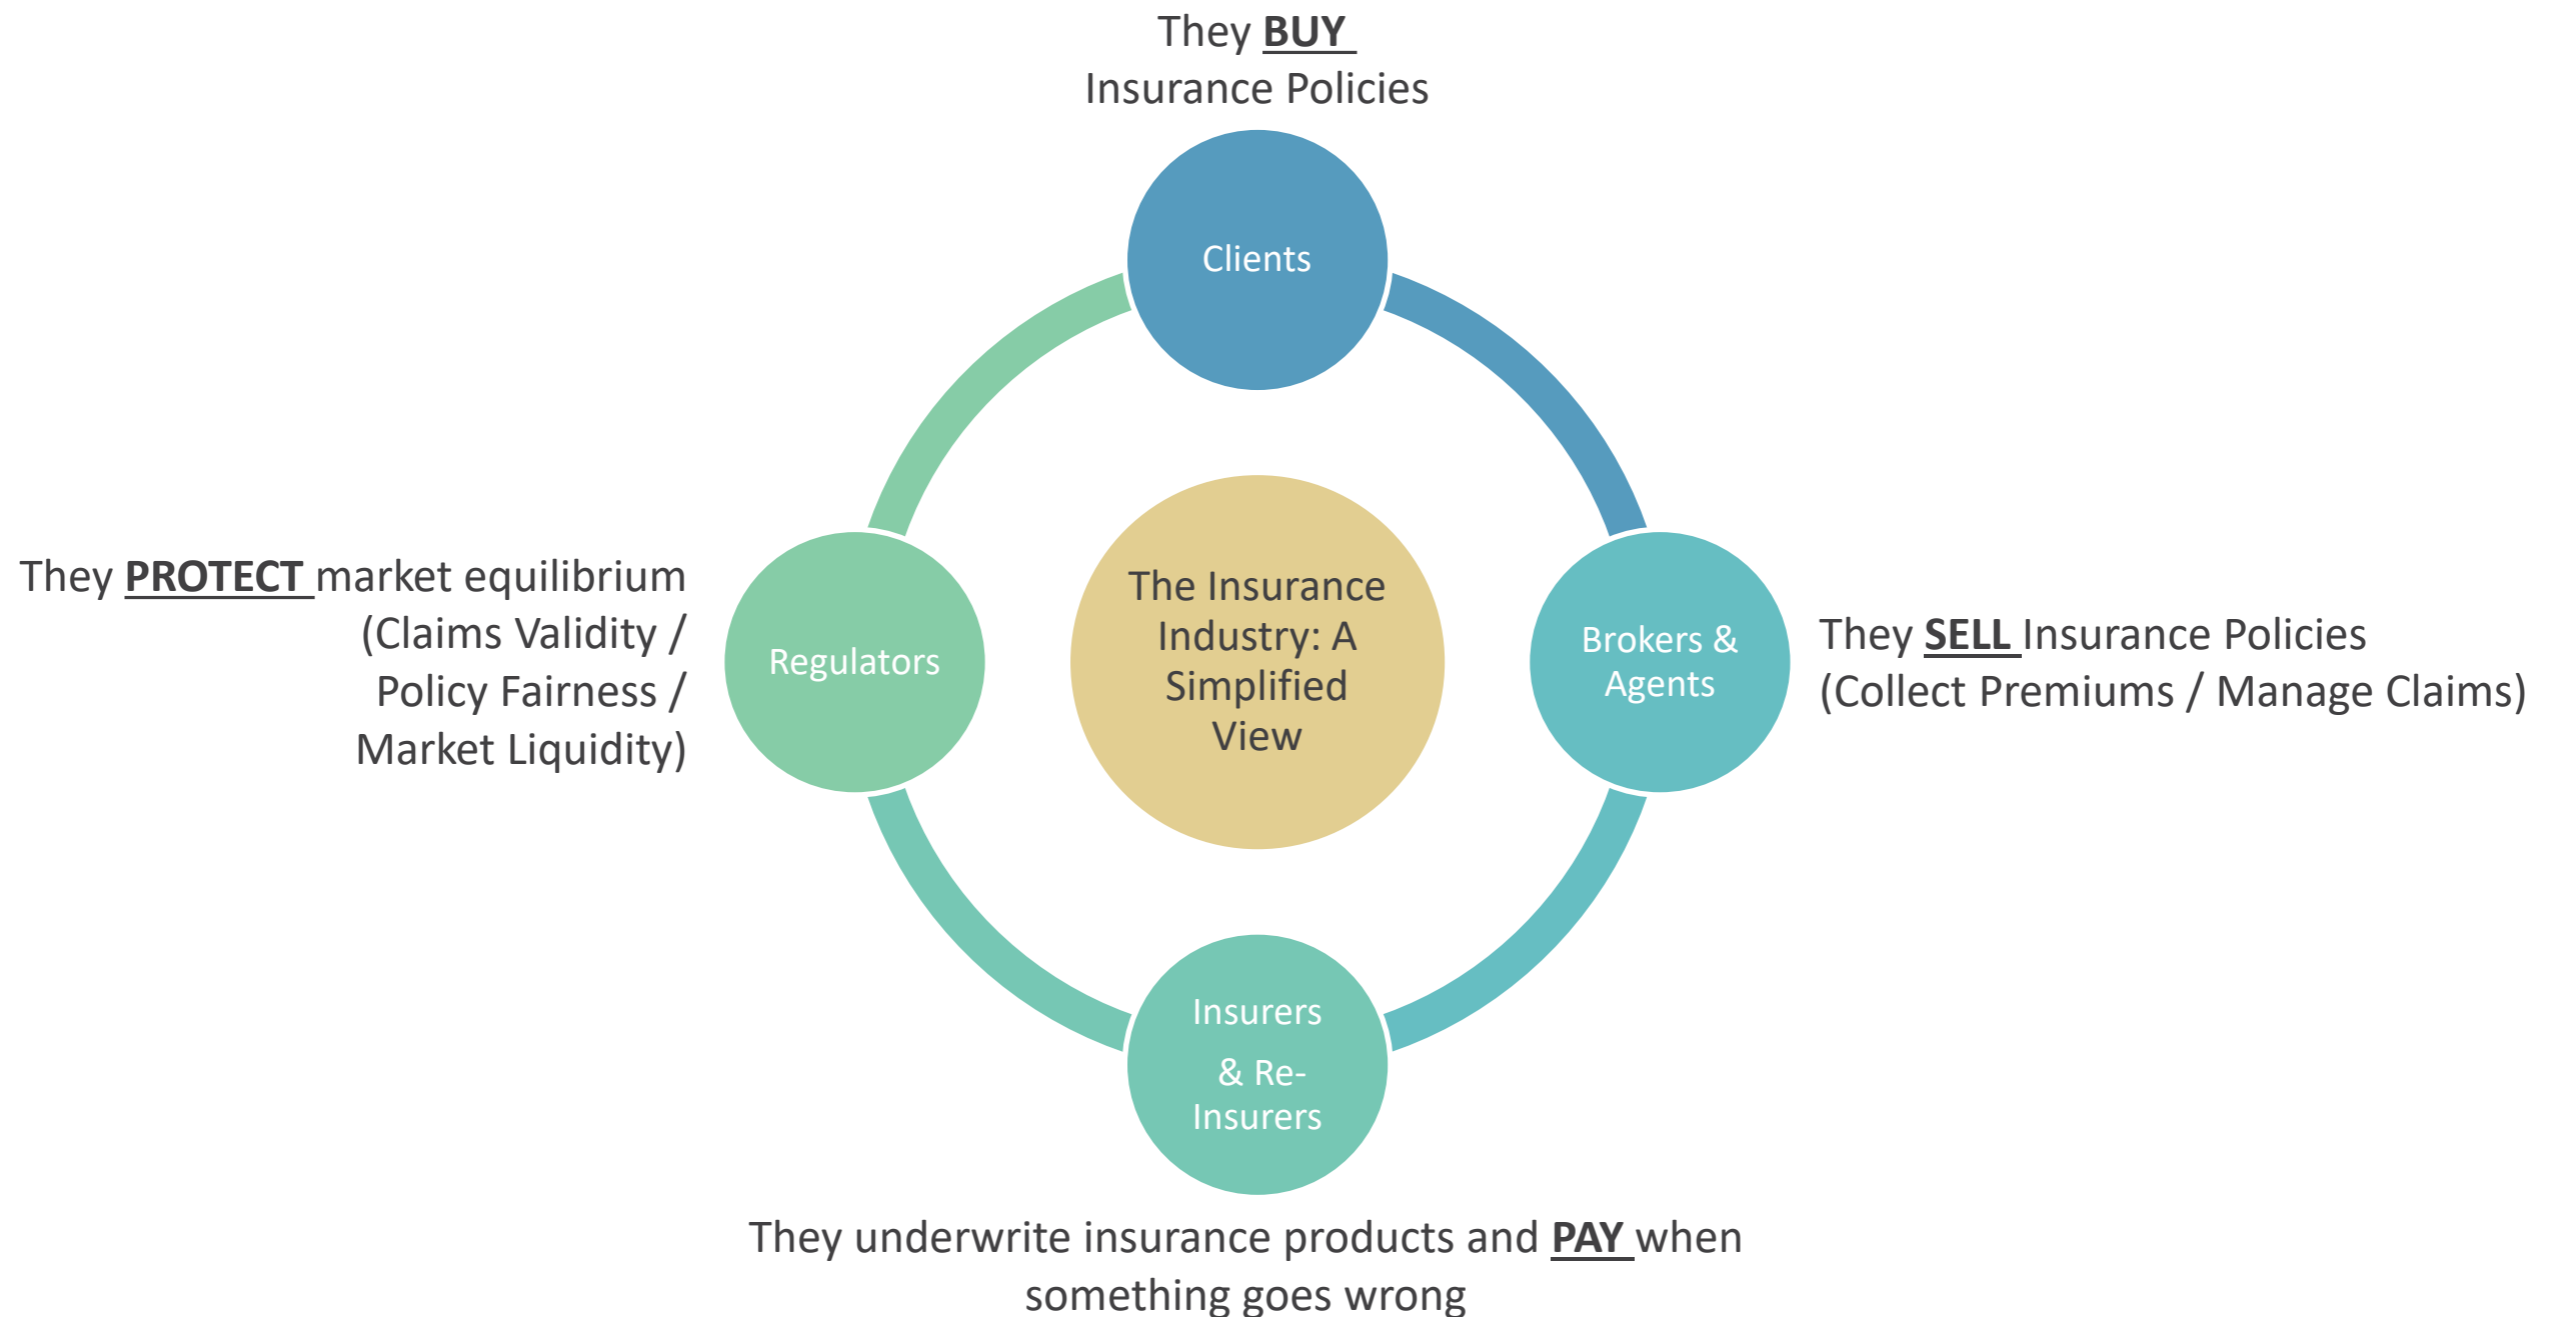 They BUY
Insurance Policies
Clients
They PROTECT market equilibrium
(Claims Validity /
Policy Fairness /
Market Liquidity)
Regulators
The Insurance
Industry: A
Simplified
View
Brokers &
Agents
They SELL Insurance Policies
(Collect Premiums / Manage Claims)
Insurers
& Re-
Insurers
They underwrite insurance products and PAY when
something goes wrong